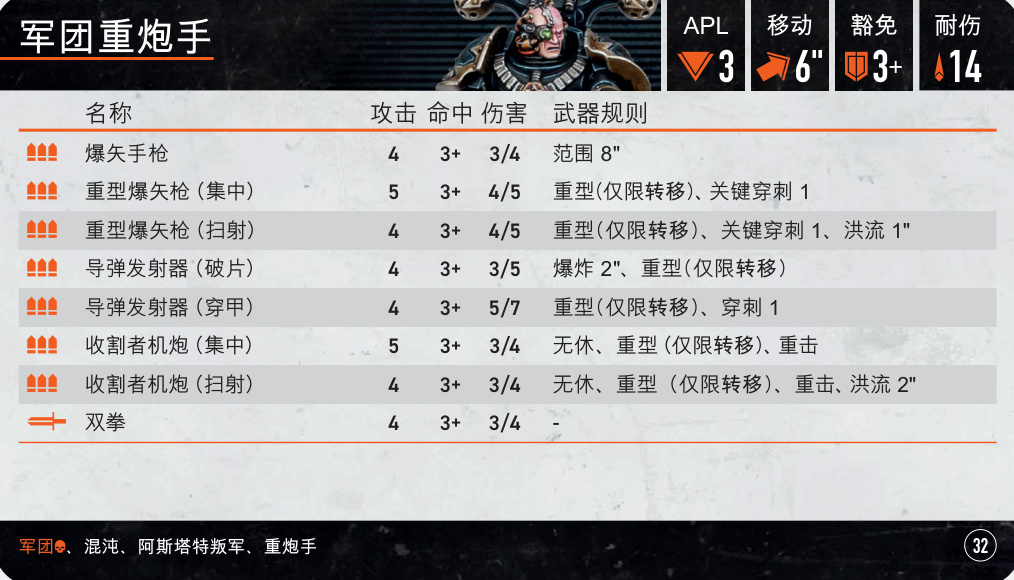 军团重炮手
APL 移动 豁免 耐伤
3 6" 3+ 14
名称 攻击 命中 伤害 武器规则
爆矢手枪 4 3+ 3/4 范围 8"
重型爆矢枪（集中） 5 3+ 4/5 重型（仅限转移）、关键穿刺 1
重型爆矢枪（扫射） 4 3+ 4/5 重型（仅限转移）、关键穿刺 1、洪流 1"
导弹发射器（破片） 4 3+ 3/5 爆炸 2"、重型（仅限转移）
导弹发射器（穿甲） 4 3+ 5/7 重型（仅限转移）、穿刺 1
收割者机炮（集中） 5 3+ 3/4 无休、重型（仅限转移）、重击
收割者机炮（扫射） 4 3+ 3/4 无休、重型（仅限转移）、重击、洪流 2"
双拳 4 3+ 3/4 -
军团、混沌、阿斯塔特叛军、重炮手 32